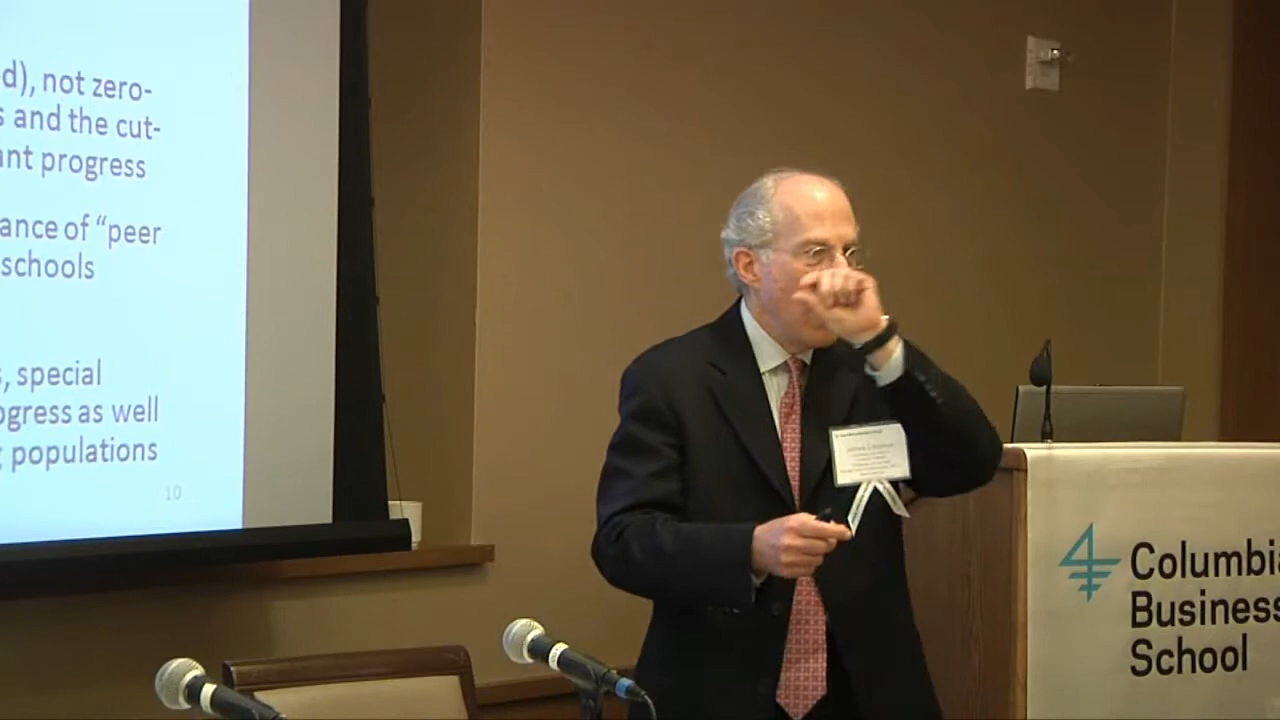 d), not zero-
s and the cut-
ant progress
ance of “peer
schools
s, special
ogress as well
g populations
10
Columbia
Business
School